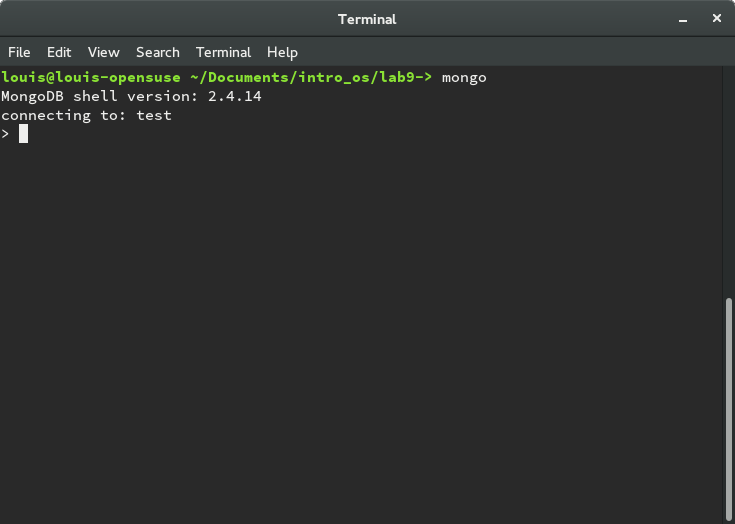 Terminal
File Edit View Search Terminal Help
louis@louis-opensuse ~/Documents/intro_os/lab9-> mongo
MongoDB shell version: 2.4.14
connecting to: test
>